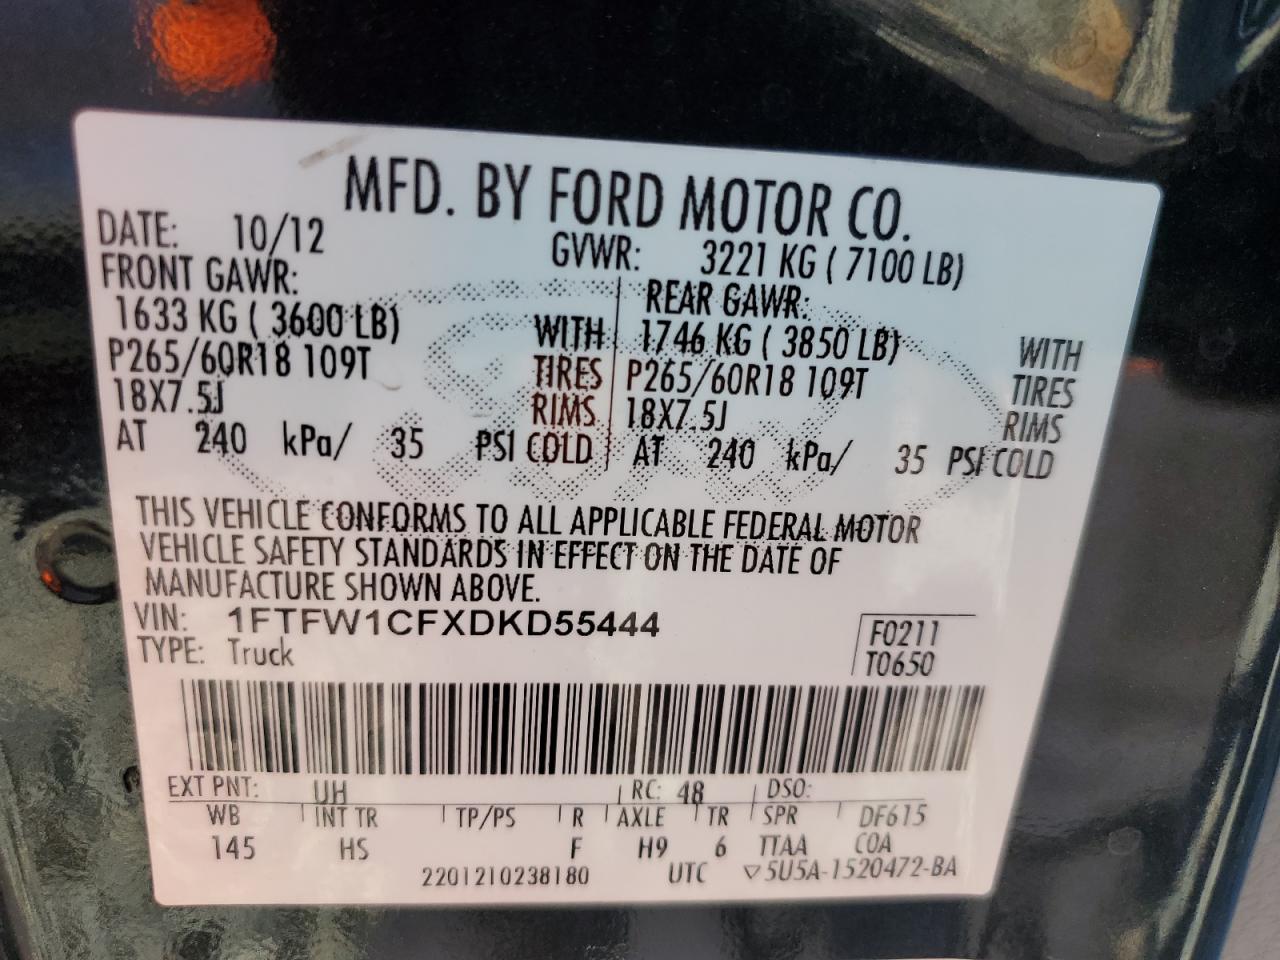 MFD. BY FORD MOTOR CO.
DATE: 10/12 GVWR: 3221 KG ( 7100 LB)
FRONT GAWR: REAR GAWR:
1633 KG ( 3600 LB) WITH 1746 KG ( 3850 LB) WITH
P265/60R18 109T TIRES P265/60R18 109T TIRES
18X7.5J RIMS 18X7.5J RIMS
AT 240 kPa/ 35 PSI COLD AT 240 kPa/ 35 PSI COLD
THIS VEHICLE CONFORMS TO ALL APPLICABLE FEDERAL MOTOR
VEHICLE SAFETY STANDARDS IN EFFECT ON THE DATE OF
MANUFACTURE SHOWN ABOVE.
VIN: 1FTFW1CFXDKD55444 F0211
TYPE: Truck T0650
EXT PNT: UH RC: 48 DSO:
WB INT TR TP/PS R AXLE TR SPR DF615
145 HS F H9 6 TTAA COA
2201210238180 UTC ▽5U5A-1520472-BA